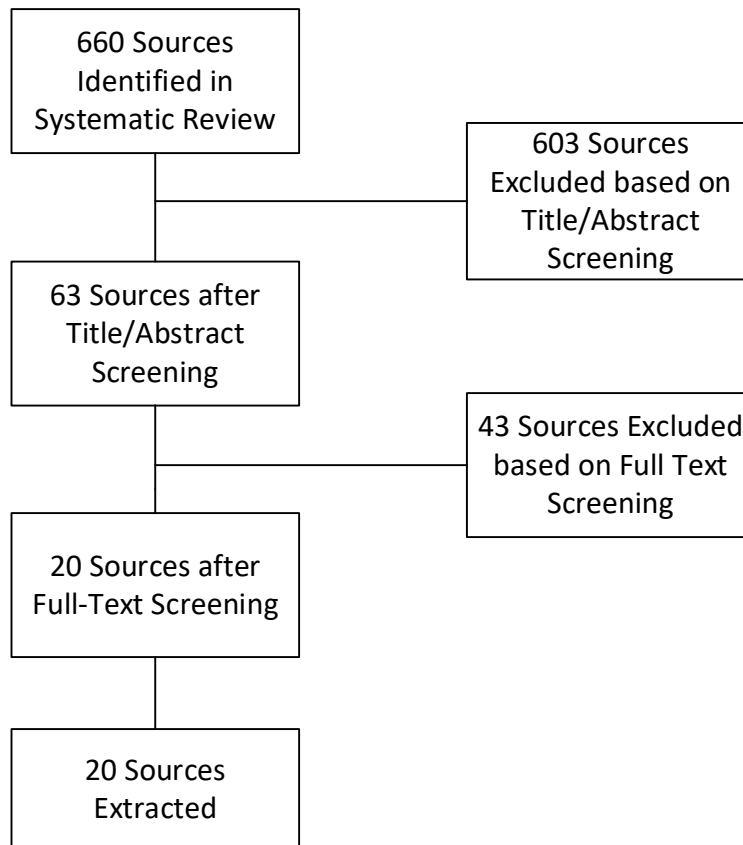 660 Sources
Identified in
Systematic Review
603 Sources
Excluded based on
Title/Abstract
Screening
63 Sources after
Title/Abstract
Screening
43 Sources Excluded
based on Full Text
Screening
20 Sources after
Full-Text Screening
20 Sources
Extracted